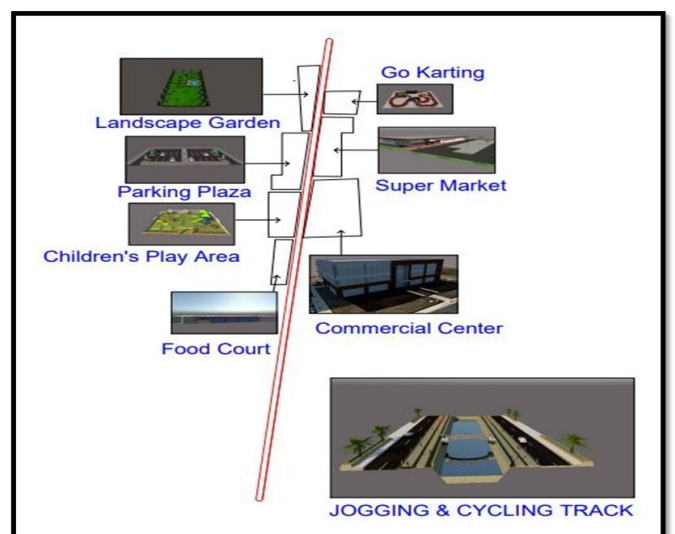 Go Karting
Landscape Garden
Super Market
Parking Plaza
Children's Play Area
Commercial Center
Food Court
JOGGING & CYCLING TRACK